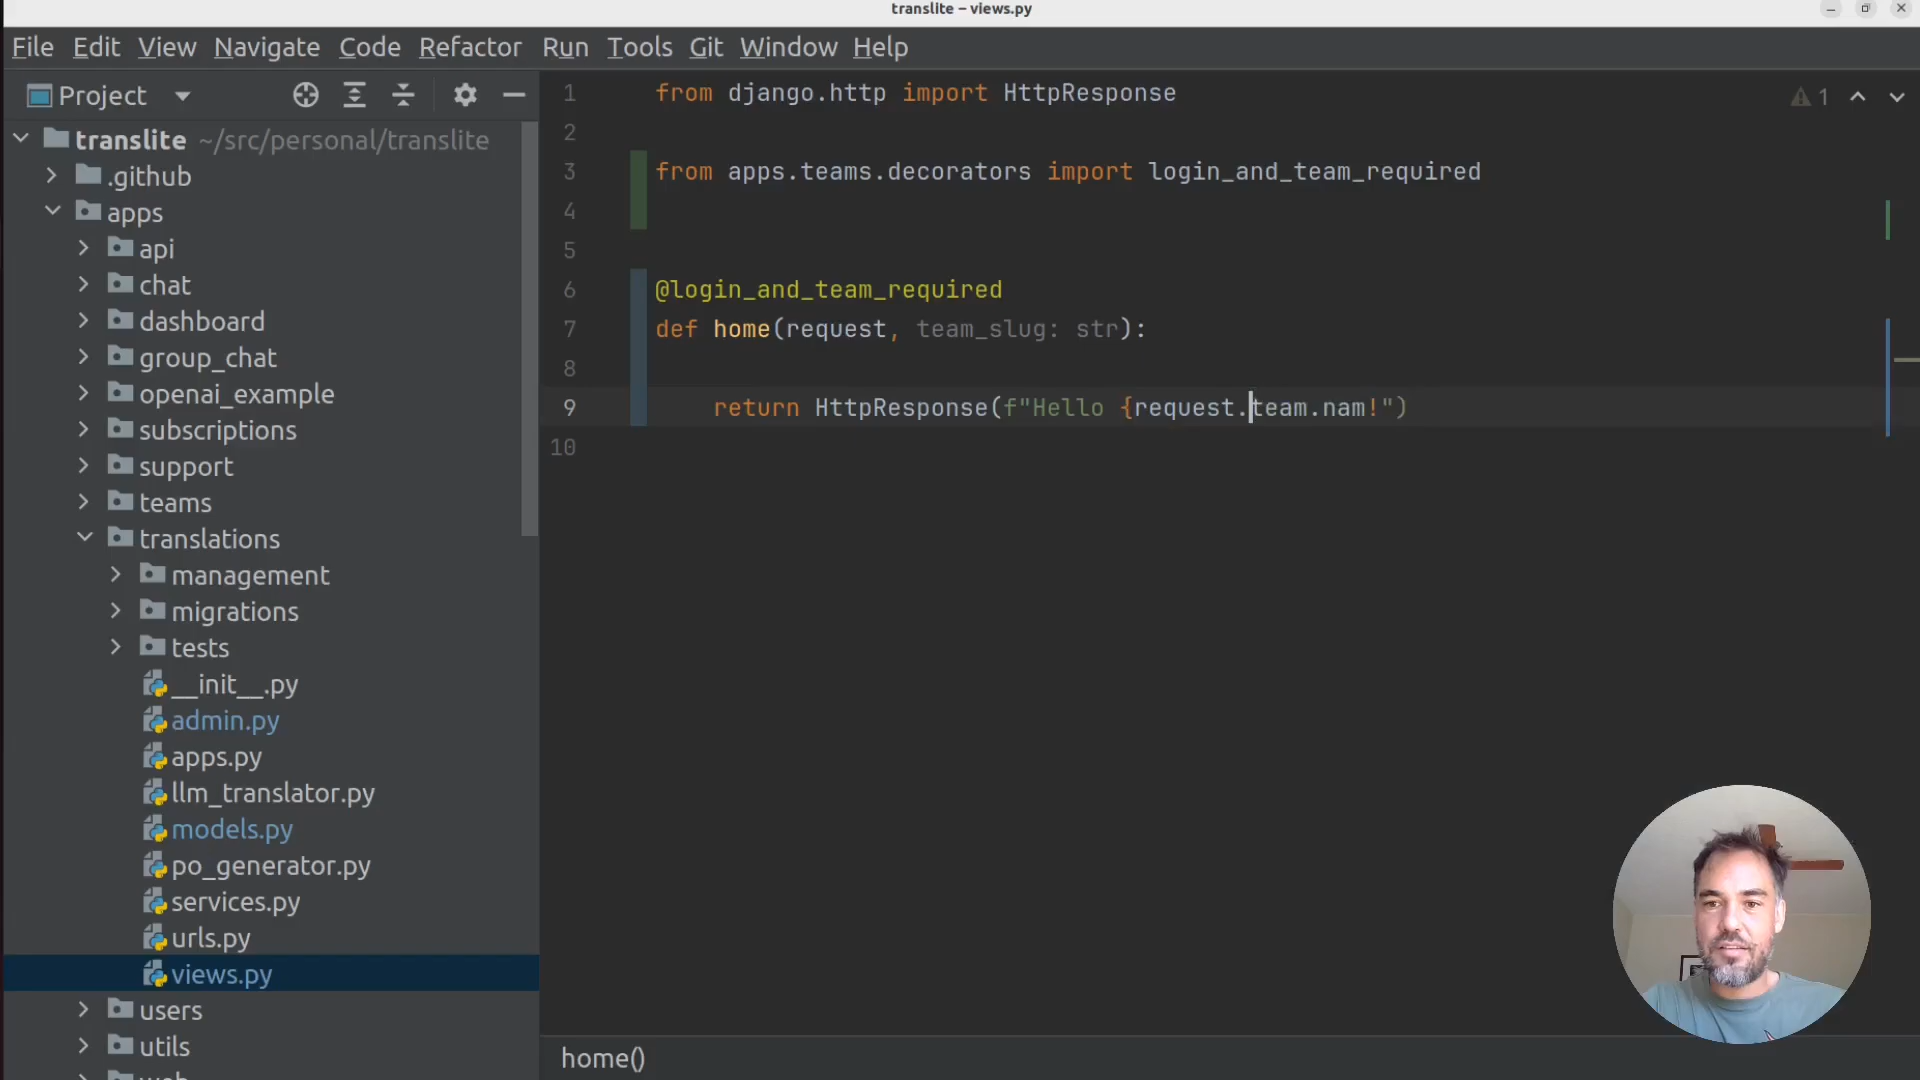 translite – views.py
File Edit View Navigate Code Refactor Run Tools Git Window Help
Project
translite ~/src/personal/translite
.github
apps
api
chat
dashboard
group_chat
openai_example
subscriptions
support
teams
translations
management
migrations
tests
__init__.py
admin.py
apps.py
llm_translator.py
models.py
po_generator.py
services.py
urls.py
views.py
users
utils
1 from django.http import HttpResponse
2
3 from apps.teams.decorators import login_and_team_required
4
5
6 @login_and_team_required
7 def home(request, team_slug: str):
8
9 return HttpResponse(f"Hello {request.team.nam!")
10
1
home()